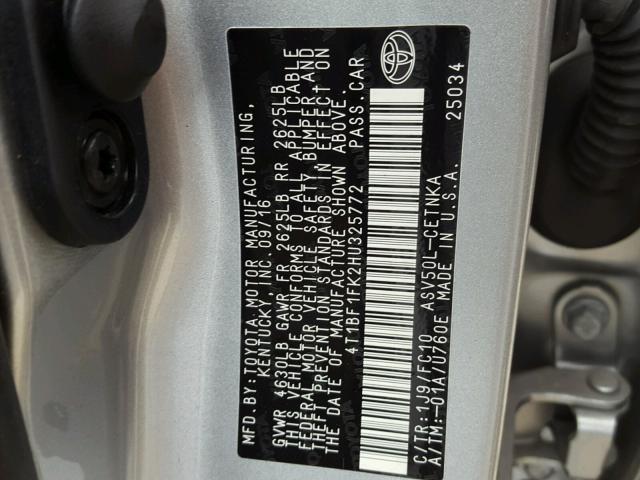 MFD. BY: TOYOTA MOTOR MANUFACTURING,
KENTUCKY, INC. 09/16
GVWR 4630LB GAWR FR 2625LB RR 2625LB
THIS VEHICLE CONFORMS TO ALL APPLICABLE
FEDERAL MOTOR VEHICLE SAFETY, BUMPER AND
THEFT PREVENTION STANDARDS IN EFFECT ON
THE DATE OF MANUFACTURE SHOWN ABOVE.
4T1BF1FK2HU325772 PASS. CAR
C/TR:1J9/FC10 ASV50L-CETNKA
A/TM:-01A/U760E MADE IN U.S.A. 25034